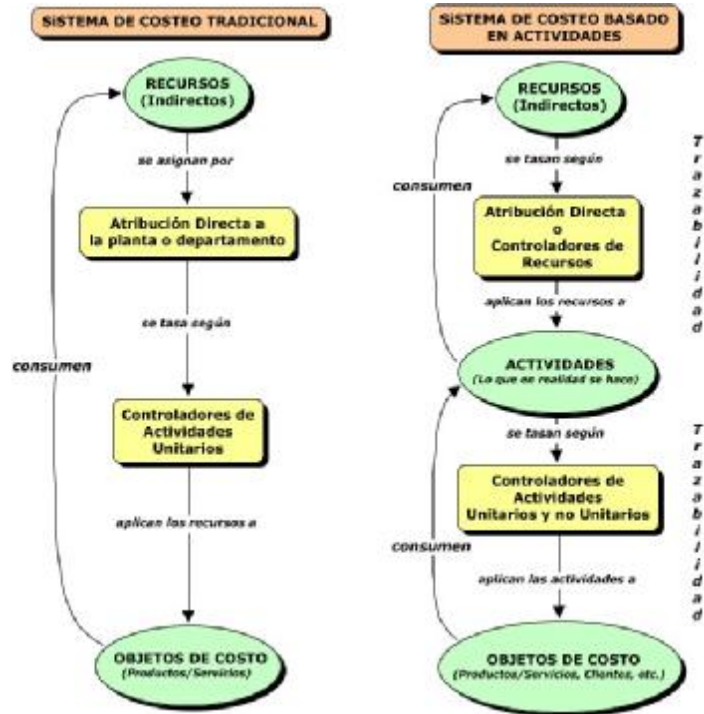 SISTEMA DE COSTEO TRADICIONAL
RECURSOS
(Indirectos)
se asignan por
Atribución Directa a
la planta o departamento
se tasa según
consumen
Controladores de
Actividades
Unitarios
aplican los recursos a
OBJETOS DE COSTO
(Productos/Servicios)
SISTEMA DE COSTEO BASADO
EN ACTIVIDADES
RECURSOS
(Indirectos)
se tasan según
consumen
Atribución Directa
o
Controladores de
Recursos
aplican los recursos a
Trazabilidad
ACTIVIDADES
(Lo que en realidad se hace)
se tasan según
Controladores de
Actividades
Unitarios y no Unitarios
consumen
aplican las actividades a
Trazabilidad
OBJETOS DE COSTO
(Productos/Servicios, Clientes, etc.)